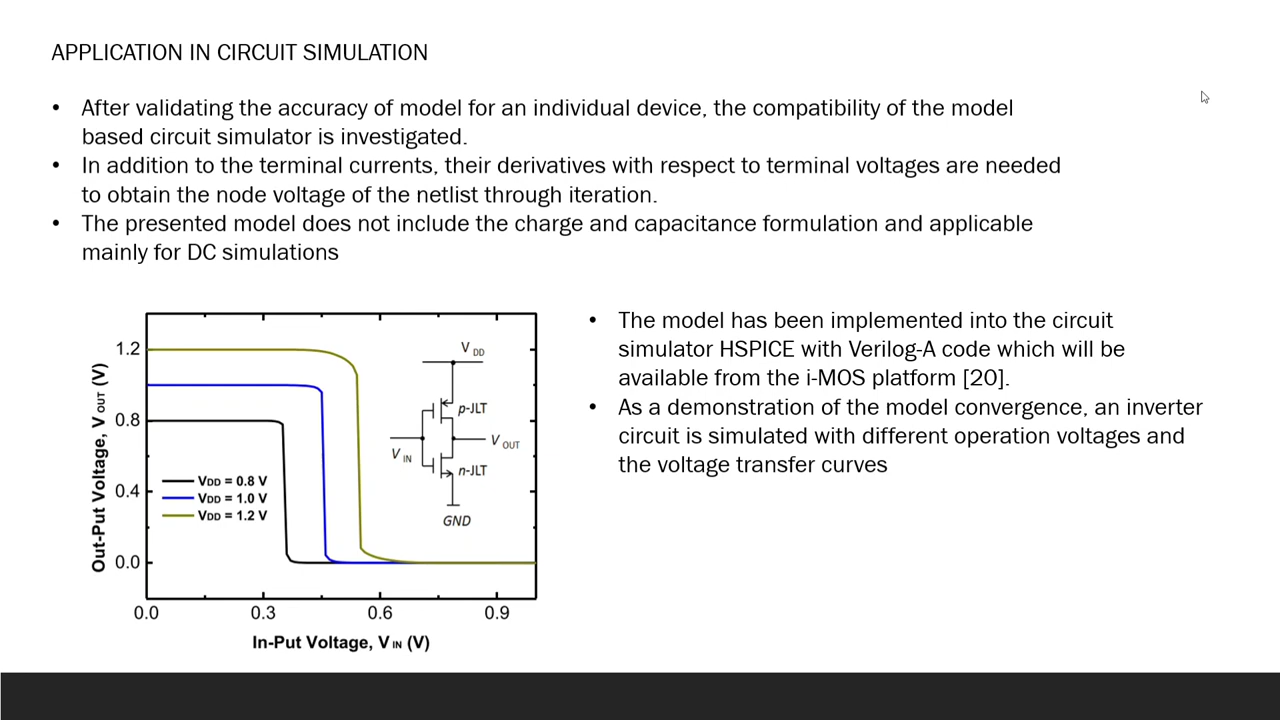 APPLICATION IN CIRCUIT SIMULATION
• After validating the accuracy of model for an individual device, the compatibility of the model
based circuit simulator is investigated.
• In addition to the terminal currents, their derivatives with respect to terminal voltages are needed
to obtain the node voltage of the netlist through iteration.
• The presented model does not include the charge and capacitance formulation and applicable
mainly for DC simulations
Out-Put Voltage, V OUT (V)
1.2
0.8
0.4
0.0
0.0 0.3 0.6 0.9
In-Put Voltage, V IN (V)
VDD = 0.8 V
VDD = 1.0 V
VDD = 1.2 V
V DD
p-JLT
V OUT
V IN
n-JLT
GND
• The model has been implemented into the circuit
simulator HSPICE with Verilog-A code which will be
available from the i-MOS platform [20].
• As a demonstration of the model convergence, an inverter
circuit is simulated with different operation voltages and
the voltage transfer curves